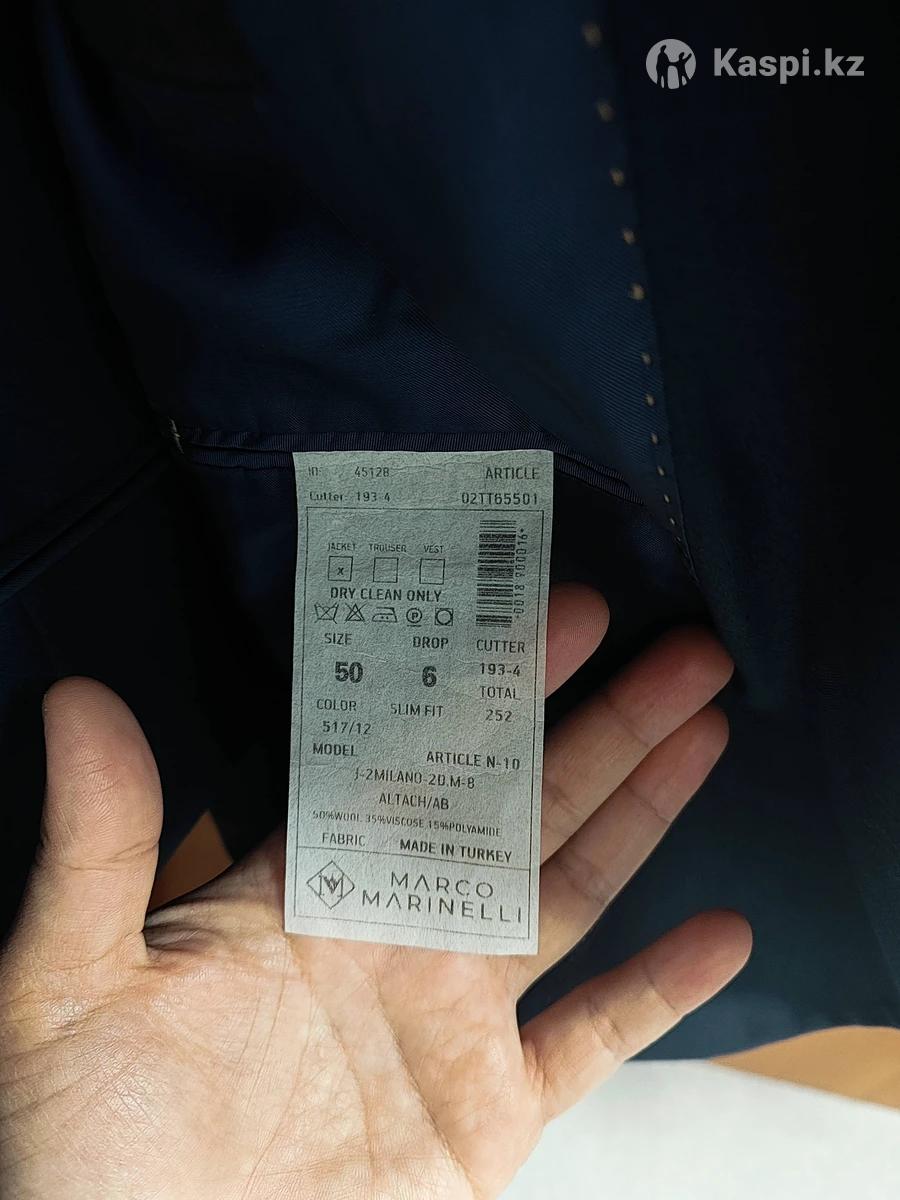 Kaspi.kz
ID: 45128 ARTICLE
Cutter: 193-4 02TT65501
JACKET TROUSER VEST
x
DRY CLEAN ONLY
P
SIZE DROP CUTTER
50 6 193-4
TOTAL
COLOR SLIM FIT 252
517/12
MODEL ARTICLE N-10
J-2MILANO-2D.M-8
ALTACH/AB
50%WOOL 35%VISCOSE 15%POLYAMIDE
FABRIC MADE IN TURKEY
MARCO
MARINELLI